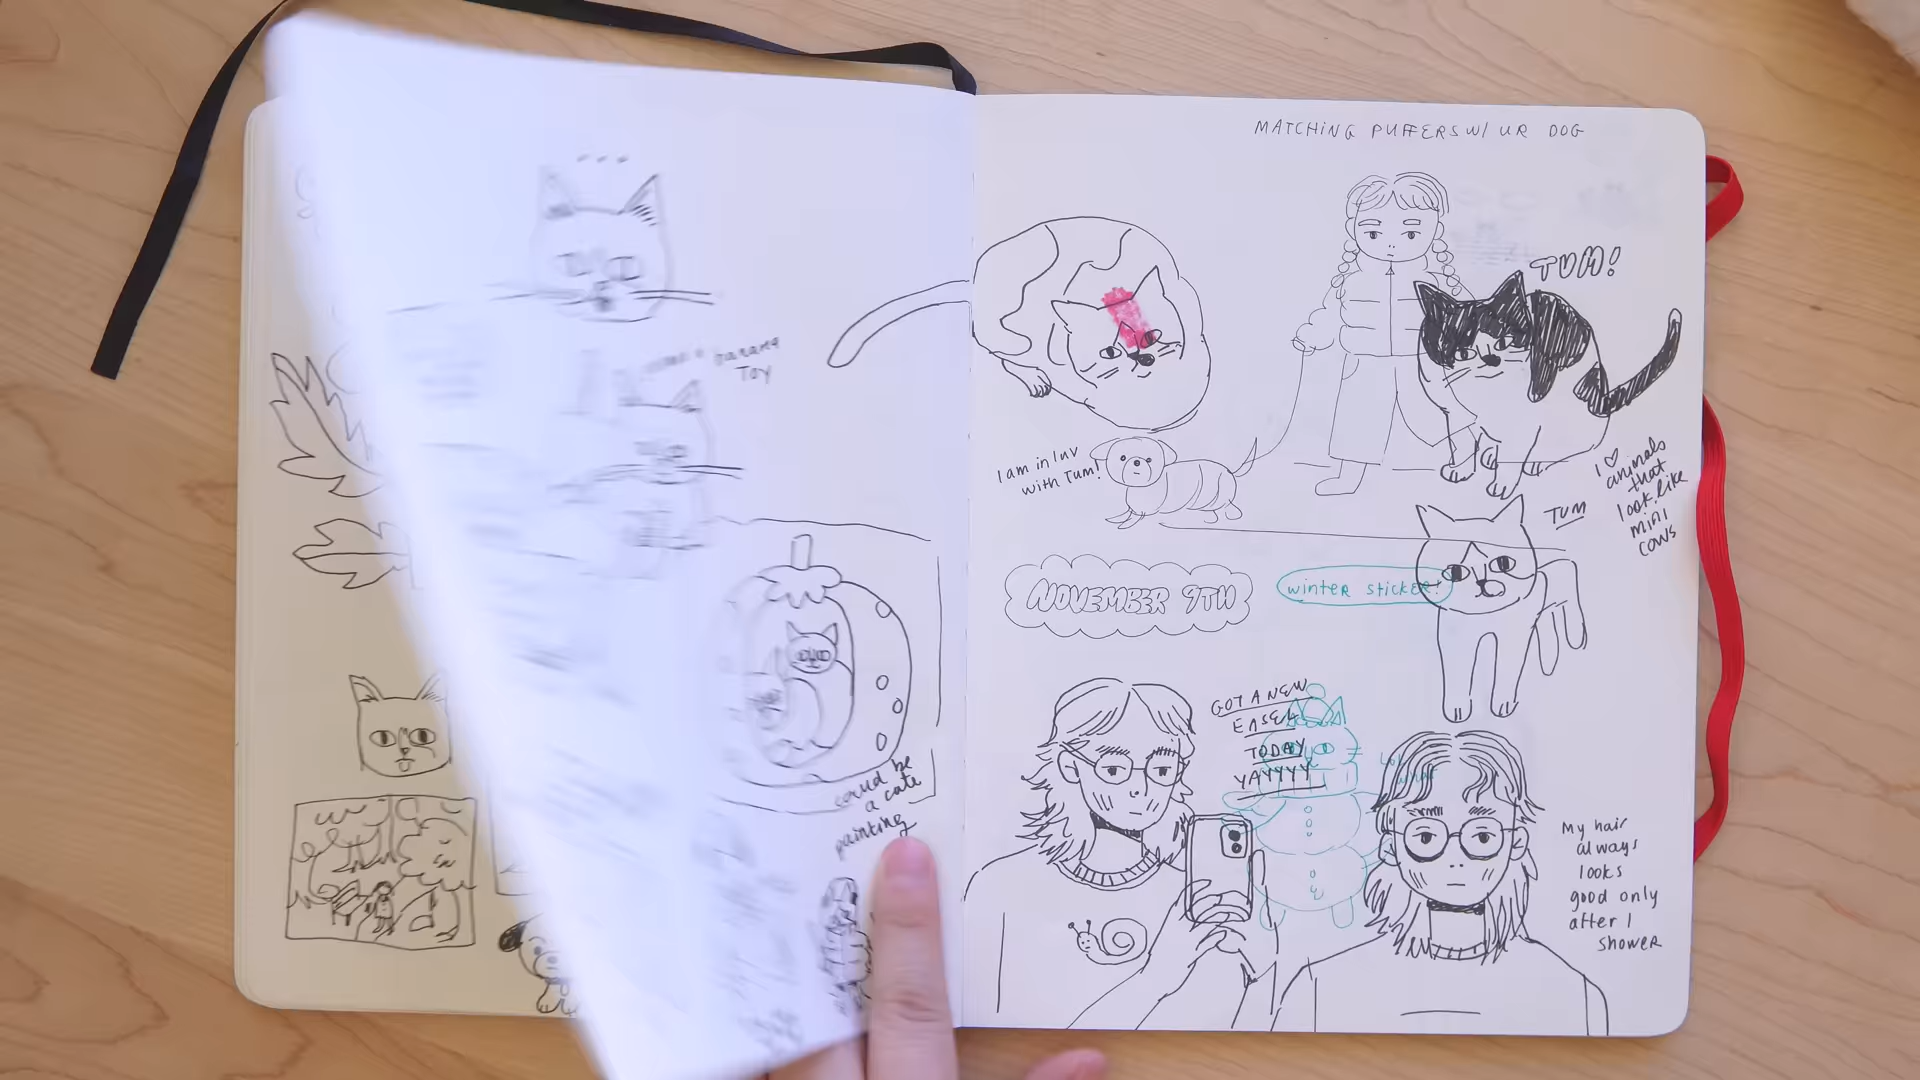 banana
TOY
could be
a cute
painting
MATCHING PUFFERS W/ UR DOG
TUM!
I am in luv
with Tum!
I ♡
animals
that
look like
mini
cows
TUM
NOVEMBER 9TH
winter sticker!
GOT A NEW
EASEL
TODAY
YAYYYY
LOL
what
My hair
always
looks
good only
after I
shower